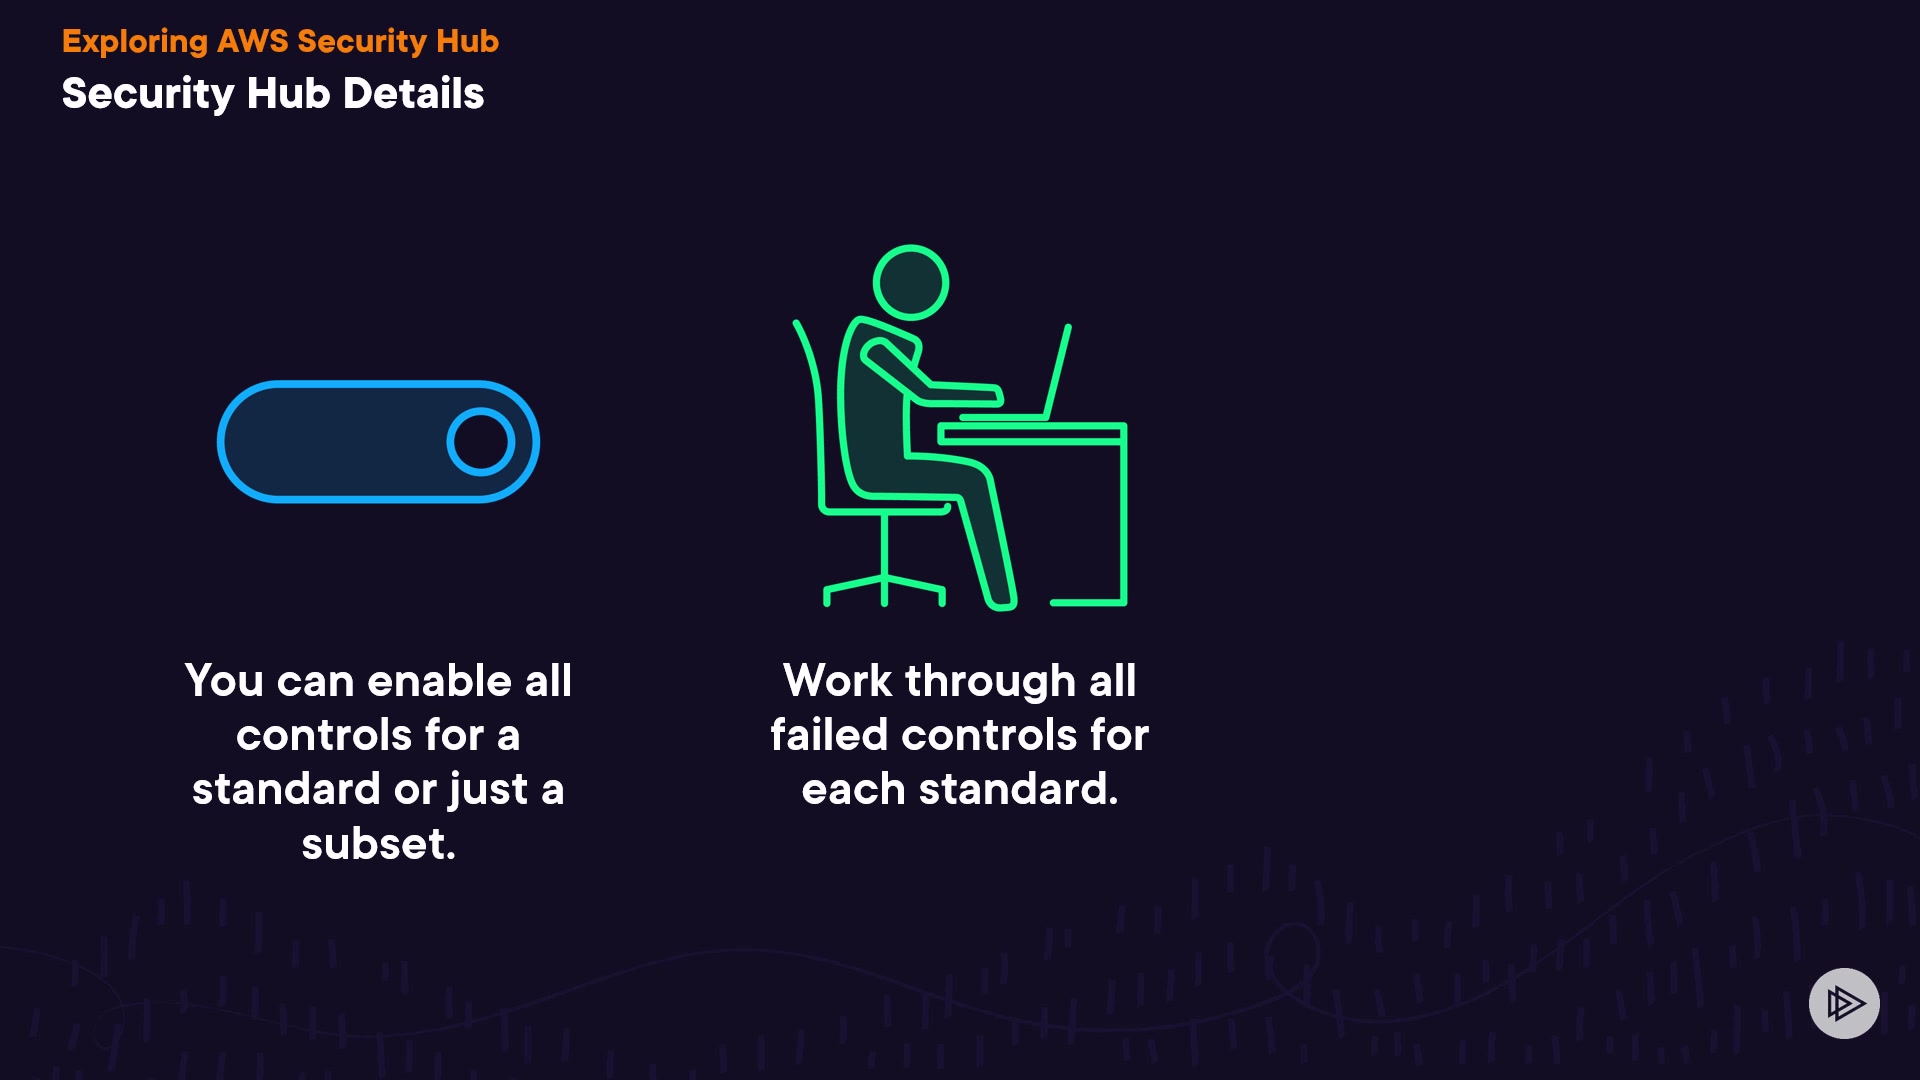 Exploring AWS Security Hub
Security Hub Details
You can enable all
controls for a
standard or just a
subset.
Work through all
failed controls for
each standard.